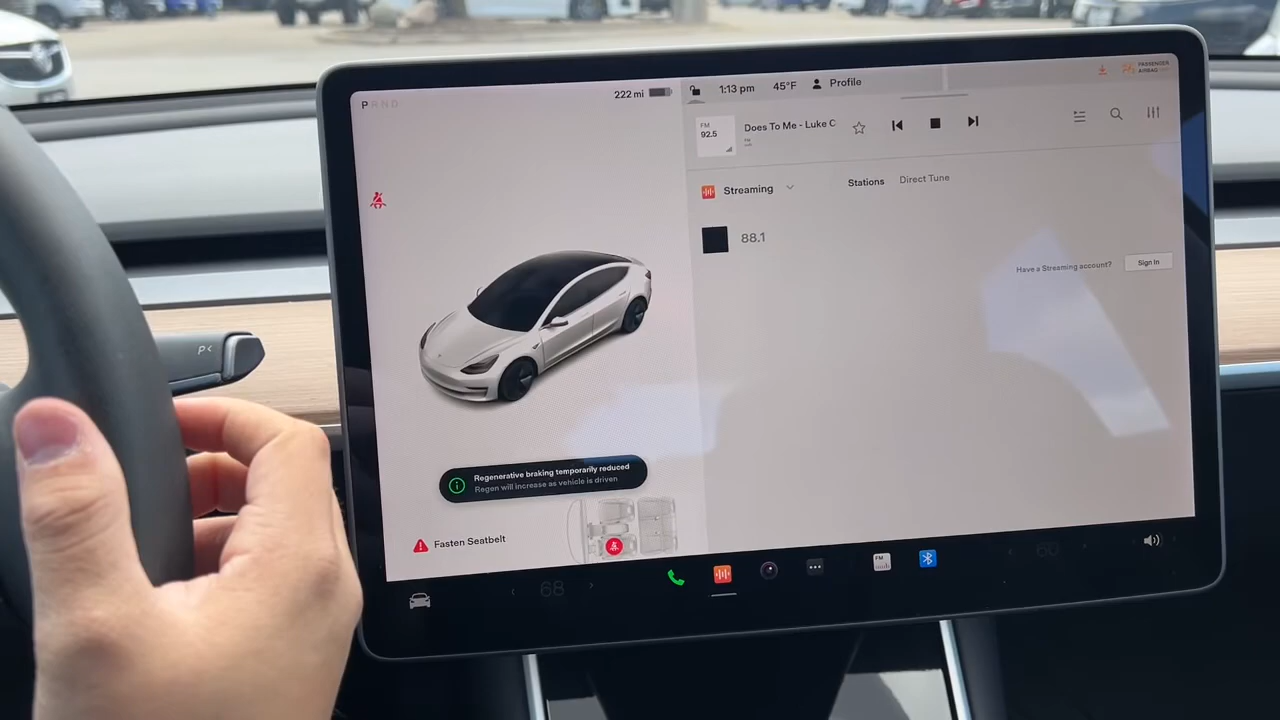 P R N D
222 mi
1:13 pm
45°F
Profile
PASSENGER
AIRBAG
FM
92.5
Does To Me - Luke C
Streaming
Stations
Direct Tune
88.1
Have a Streaming account?
Sign In
P<
Regenerative braking temporarily reduced
Regen will increase as vehicle is driven
Fasten Seatbelt
FM
68
60